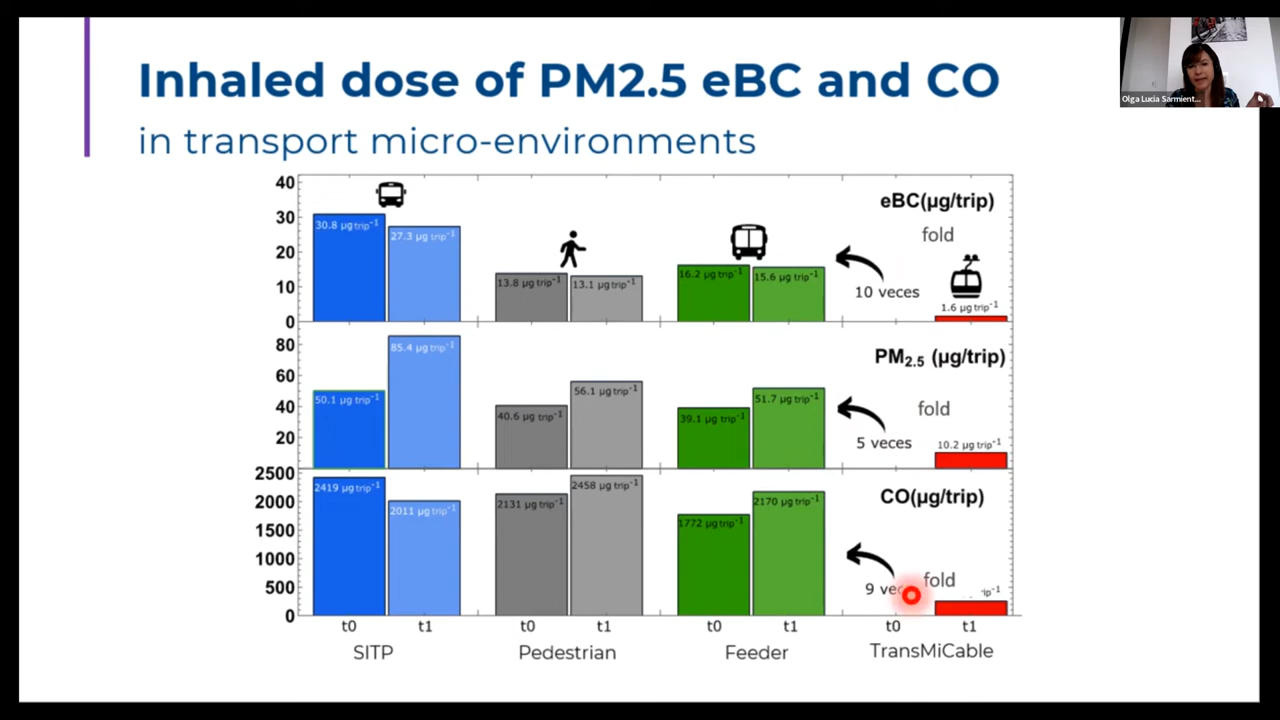 Inhaled dose of PM2.5 eBC and CO
in transport micro-environments
Olga Lucia Sarmient...
40
30
20
10
0
30.8 µg trip⁻¹
27.3 µg trip⁻¹
13.8 µg trip⁻¹
13.1 µg trip⁻¹
16.2 µg trip⁻¹
15.6 µg trip⁻¹
eBC(µg/trip)
fold
10 veces
1.6 µg trip⁻¹
80
60
40
20
50.1 µg trip⁻¹
85.4 µg trip⁻¹
40.6 µg trip⁻¹
56.1 µg trip⁻¹
39.1 µg trip⁻¹
51.7 µg trip⁻¹
PM₂.₅ (µg/trip)
fold
5 veces
10.2 µg trip⁻¹
2500
2000
1500
1000
500
0
2419 µg trip⁻¹
2011 µg trip⁻¹
2131 µg trip⁻¹
2458 µg trip⁻¹
1772 µg trip⁻¹
2170 µg trip⁻¹
CO(µg/trip)
fold
9
t0 t1 t0 t1 t0 t1 t0 t1
SITP Pedestrian Feeder TransMiCable